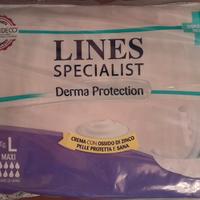 LINES
SPECIALIST
Derma Protection
L
MAXI
CREMA CON OSSIDO DI ZINCO
PELLE PROTETTA E SANA